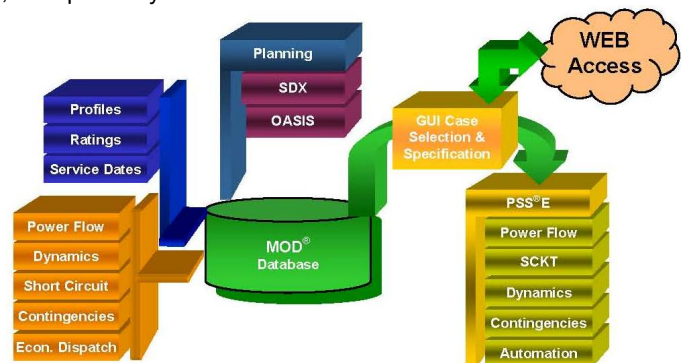 WEB
Access
Planning
SDX
OASIS
Profiles
Ratings
Service Dates
GUI Case
Selection &
Specification
Power Flow
Dynamics
Short Circuit
Contingencies
Econ. Dispatch
MOD®
Database
PSS®E
Power Flow
SCKT
Dynamics
Contingencies
Automation